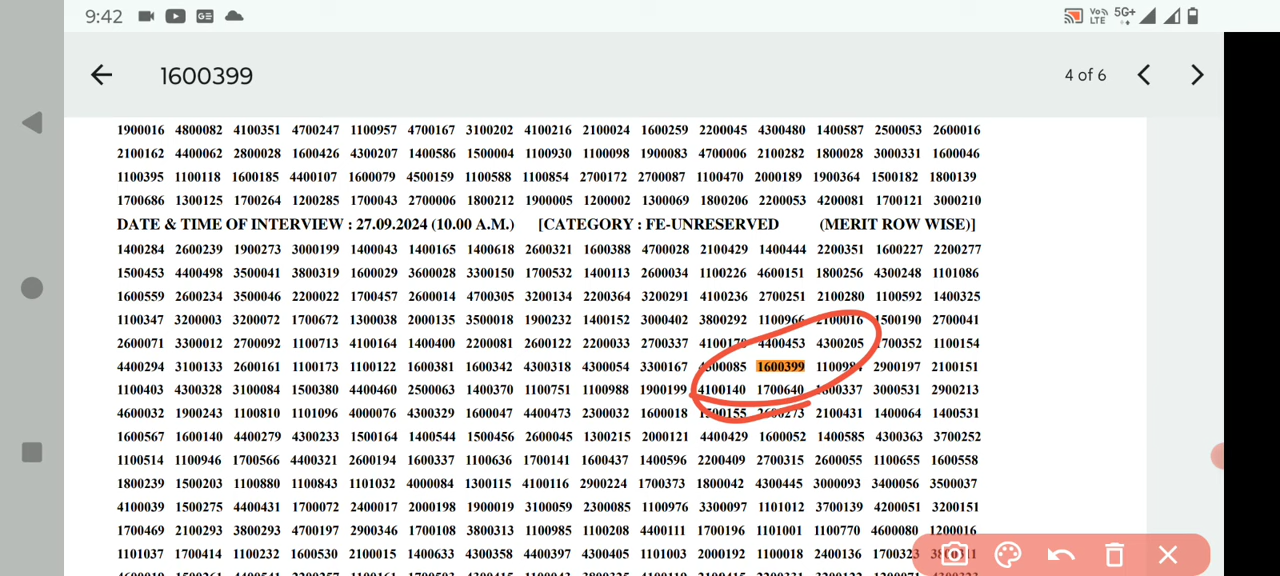 9:42 GE Vo)) LTE 5G+
1600399 4 of 6
1900016 4800082 4100351 4700247 1100957 4700167 3100202 4100216 2100024 1600259 2200045 4300480 1400587 2500053 2600016
2100162 4400062 2800028 1600426 4300207 1400586 1500004 1100930 1100098 1900083 4700006 2100282 1800028 3000331 1600046
1100395 1100118 1600185 4400107 1600079 4500159 1100588 1100854 2700172 2700087 1100470 2000189 1900364 1500182 1800139
1700686 1300125 1700264 1200285 1700043 2700006 1800212 1900005 1200002 1300069 1800206 2200053 4200081 1700121 3000210
DATE & TIME OF INTERVIEW : 27.09.2024 (10.00 A.M.) [CATEGORY : FE-UNRESERVED (MERIT ROW WISE)]
1400284 2600239 1900273 3000199 1400043 1400165 1400618 2600321 1600388 4700028 2100429 1400444 2200351 1600227 2200277
1500453 4400498 3500041 3800319 1600029 3600028 3300150 1700532 1400113 2600034 1100226 4600151 1800256 4300248 1101086
1600559 2600234 3500046 2200022 1700457 2600014 4700305 3200134 2200364 3200291 4100236 2700251 2100280 1100592 1400325
1100347 3200003 3200072 1700672 1300038 2000135 3500018 1900232 1400152 3000402 3800292 1100966 2100016 1500190 2700041
2600071 3300012 2700092 1100713 4100164 1400400 2200081 2600122 2200033 2700337 4400453 4300205 1700352 1100154
4400294 3100133 2600161 1100173 1100122 1600381 1600342 4300318 4300054 3300167 1600399 2900197 2100151
1100403 4300328 3100084 1500380 4400460 2500063 1400370 1100751 1100988 1900199 4100140 1700640 3000531 2900213
4600032 1900243 1100810 1101096 4000076 4300329 1600047 4400473 2300032 1600018 1500155 2600273 2100431 1400064 1400531
1600567 1600140 4400279 4300233 1500164 1400544 1500456 2600045 1300215 2000121 4400429 1600052 1400585 4300363 3700252
1100514 1100946 1700566 4400321 2600194 1600337 1100636 1700141 1600437 1400596 2200409 2700315 2600055 1100655 1600558
1800239 1500203 1100880 1100843 1101032 4000084 1300115 4100116 2900224 1700373 1800042 4300445 3000093 3400056 3500037
4100039 1500275 4400431 1700072 2400017 2000198 1900019 3100059 2300085 1100976 3300097 1101012 3700139 4200051 3200151
1700469 2100293 3800293 4700197 2900346 1700108 3800313 1100985 1100208 4400111 1700196 1101001 1100770 4600080 1200016
1101037 1700414 1100232 1600530 2100015 1400633 4300358 4400397 4300405 1101003 2000192 1100018 2400136 1700323